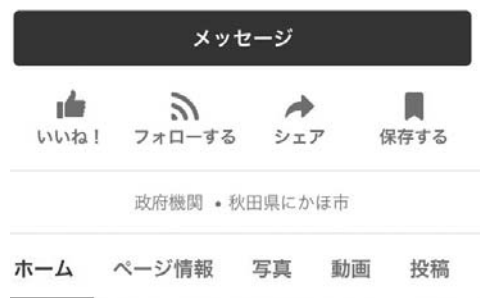 メッセージ
いいね！ フォローする シェア 保存する
政府機関 • 秋田県にかほ市
ホーム ページ情報 写真 動画 投稿